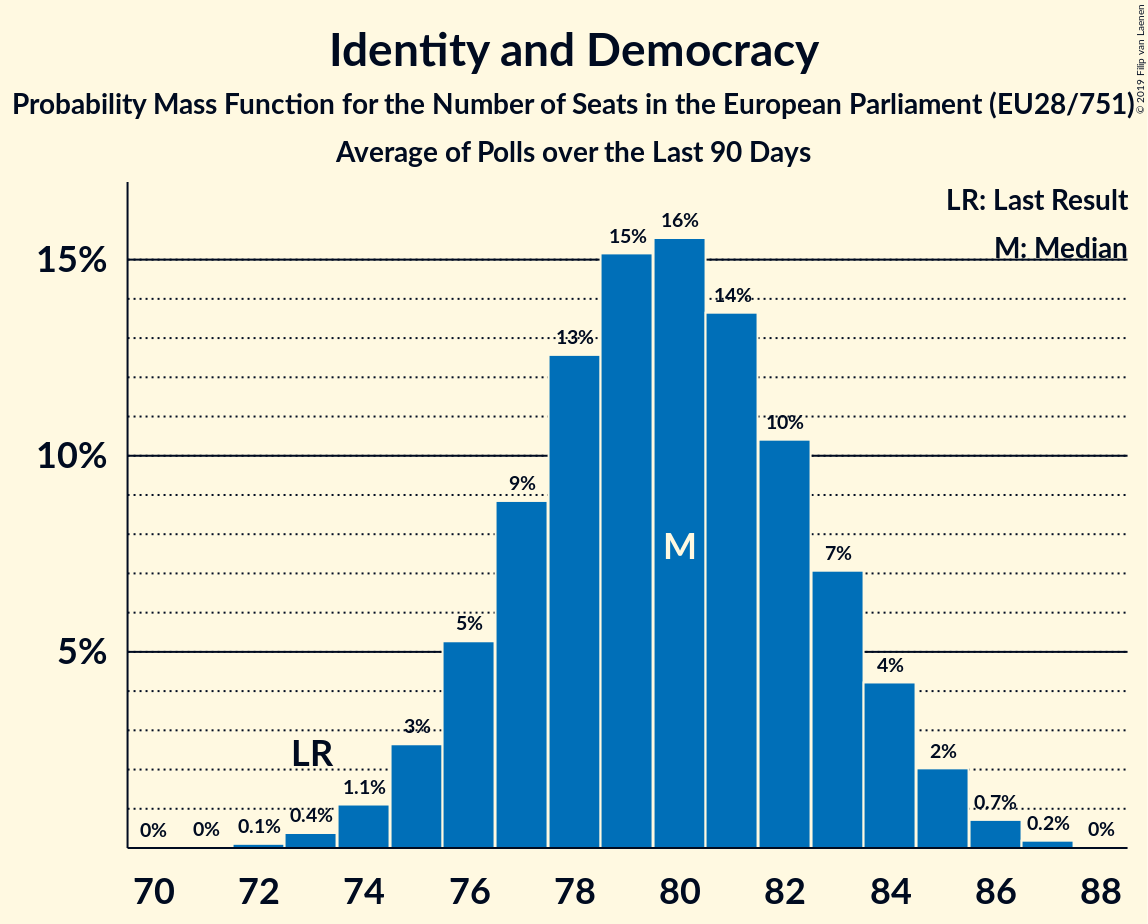 Identity and Democracy
Probability Mass Function for the Number of Seats in the European Parliament (EU28/751)
Average of Polls over the Last 90 Days
© 2019 Filip van Laenen
LR: Last Result
M: Median
15%
10%
5%
0%
0%
0.1%
0.4%
LR
1.1%
3%
5%
9%
13%
15%
16%
M
14%
10%
7%
4%
2%
0.7%
0.2%
0%
70 72 74 76 78 80 82 84 86 88